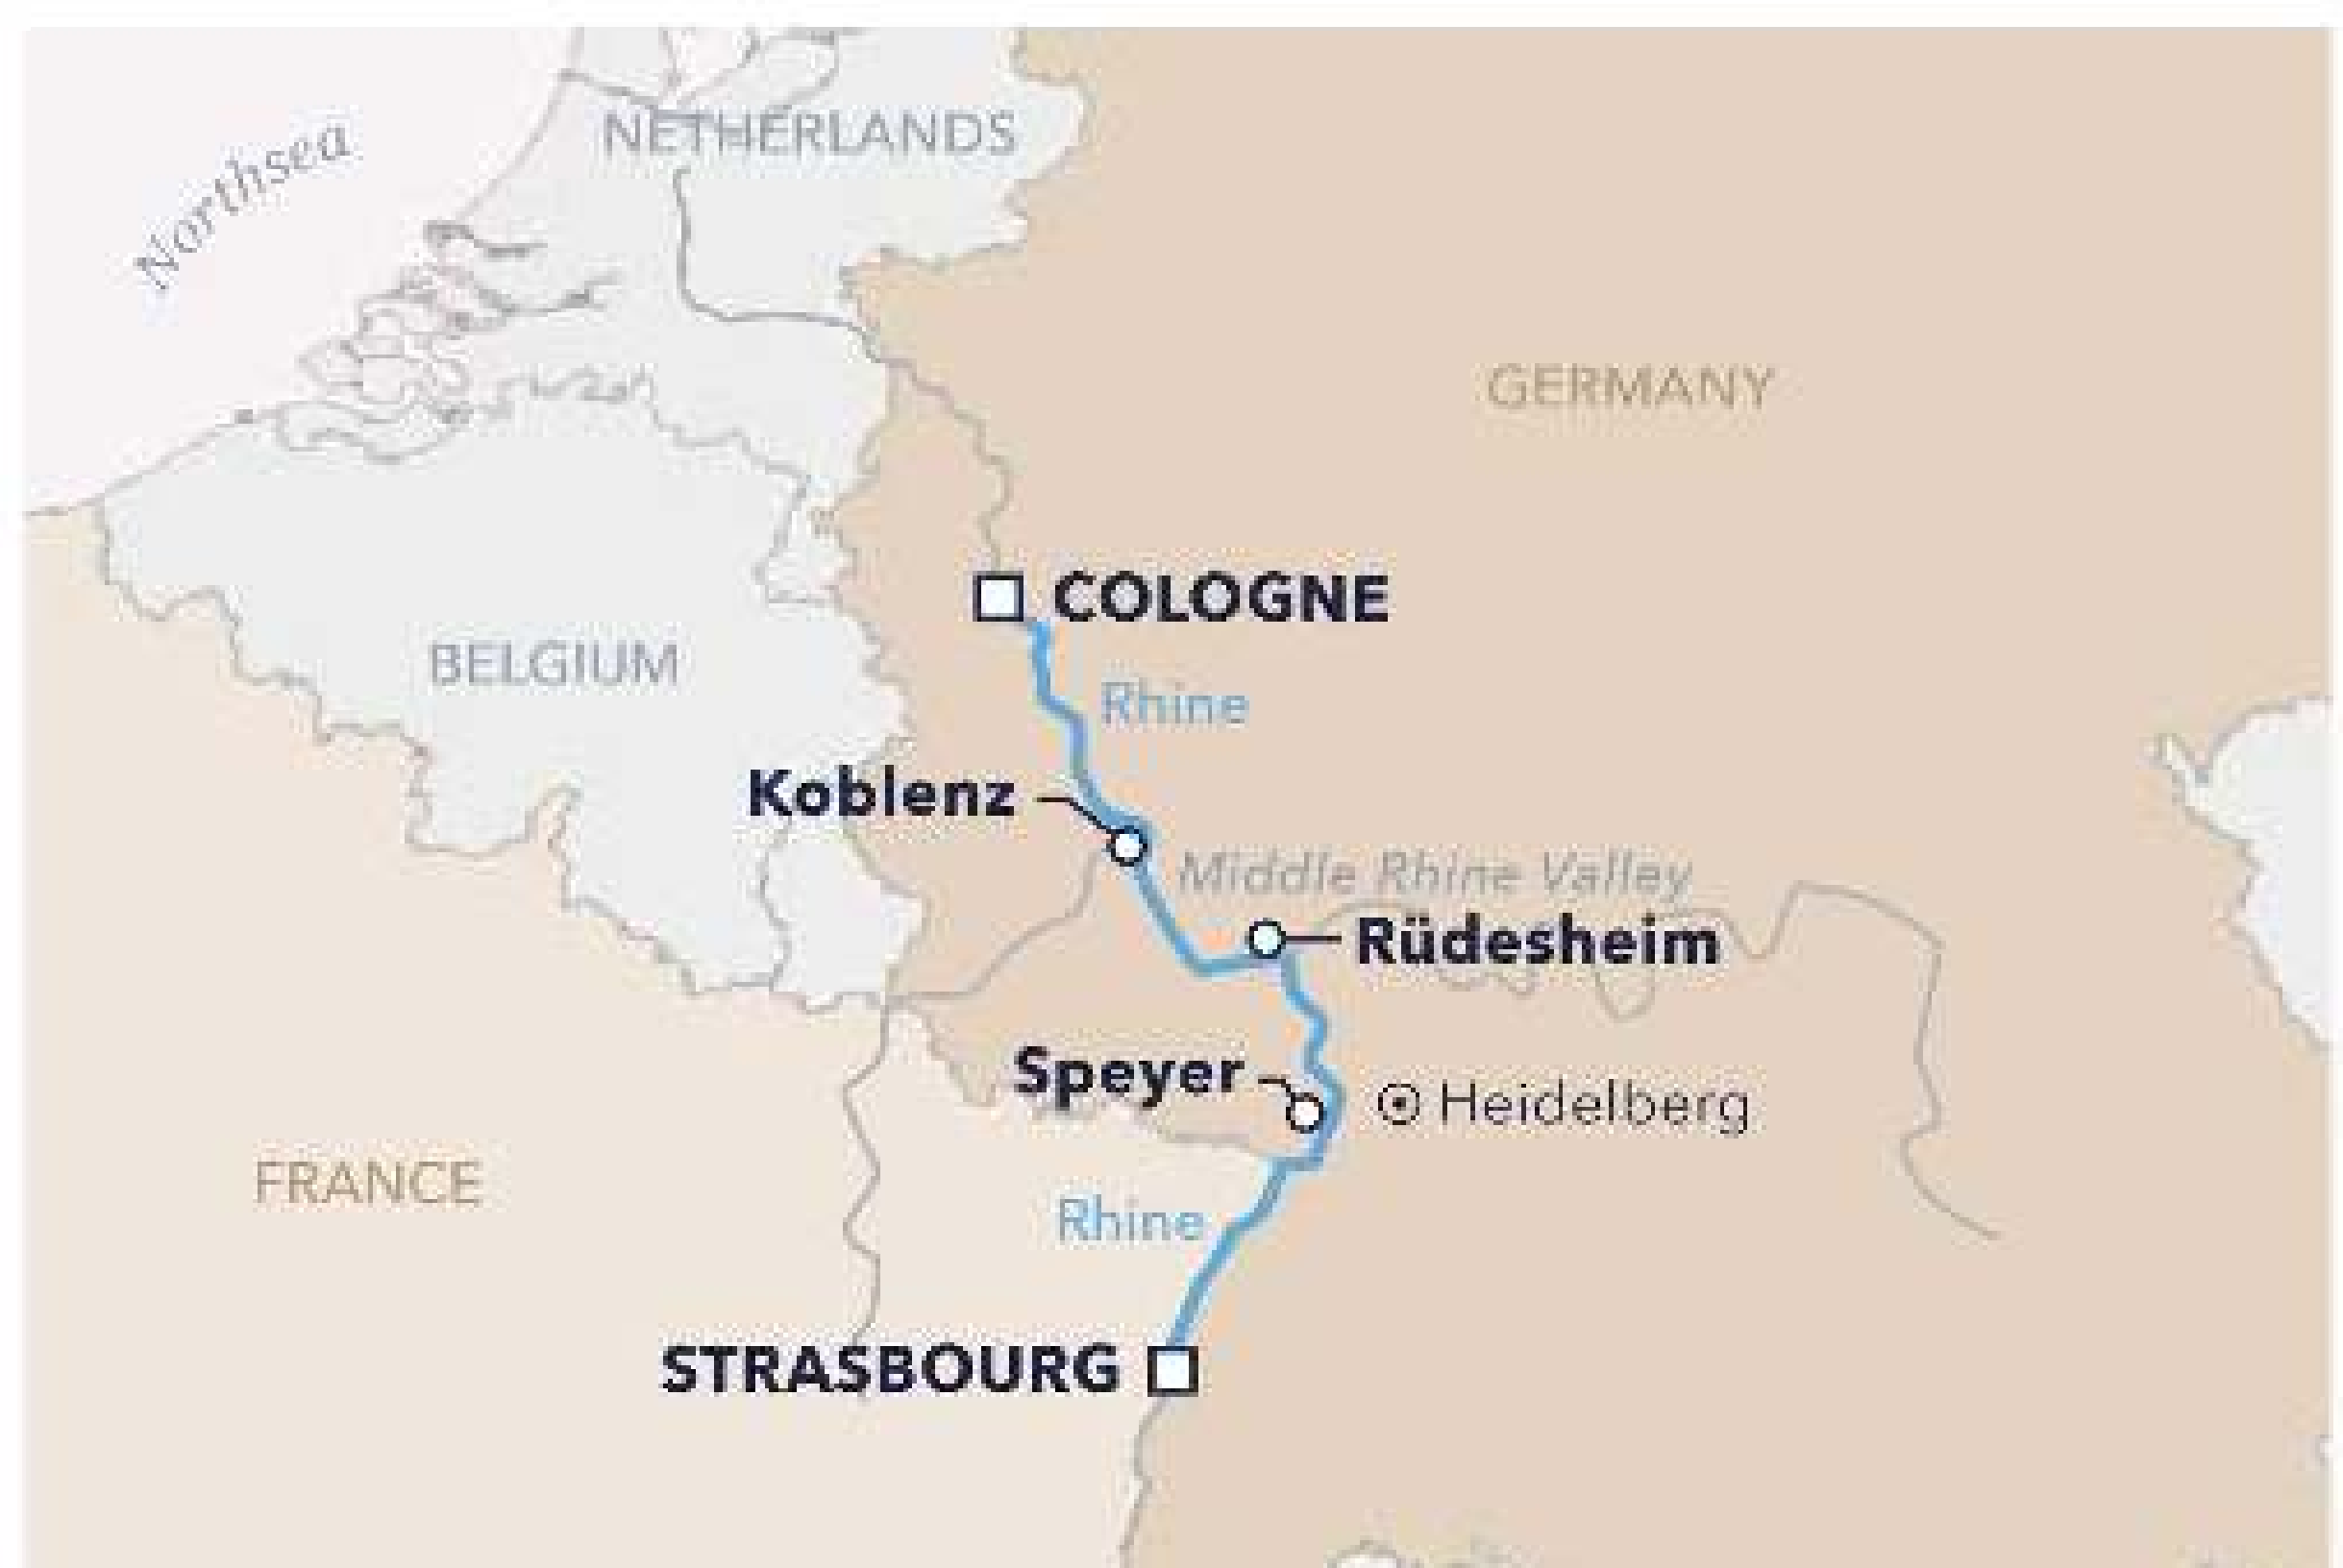 NETHERLANDS
Northsea
GERMANY
COLOGNE
BELGIUM
Rhine
Koblenz
Middle Rhine Valley
Rüdesheim
Speyer
Heidelberg
FRANCE
Rhine
STRASBOURG